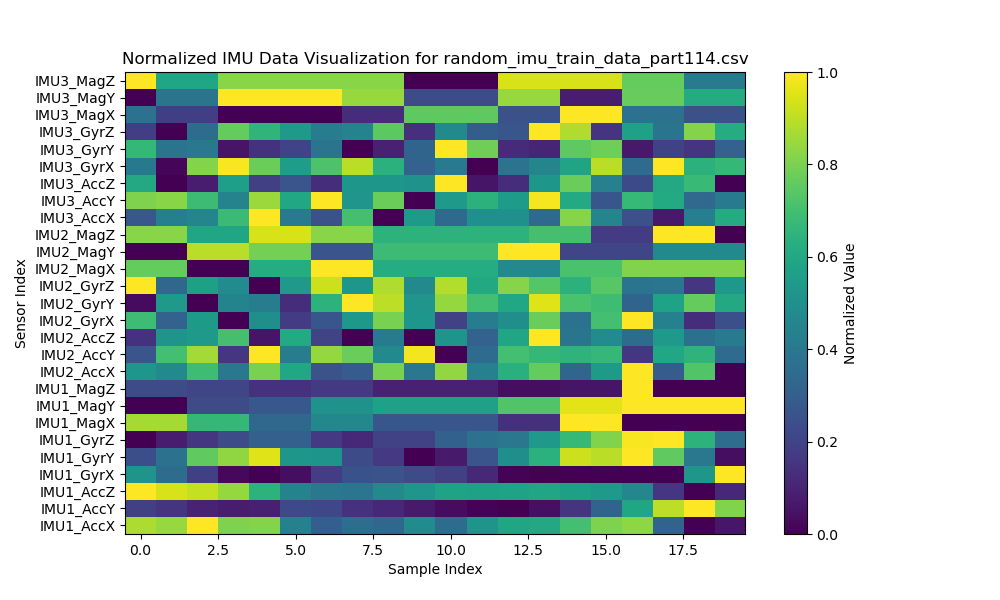 Normalized IMU Data Visualization for random_imu_train_data_part114.csv
IMU3_MagZ
IMU3_MagY
IMU3_MagX
IMU3_GyrZ
IMU3_GyrY
IMU3_GyrX
IMU3_AccZ
IMU3_AccY
IMU3_AccX
IMU2_MagZ
IMU2_MagY
IMU2_MagX
IMU2_GyrZ
IMU2_GyrY
IMU2_GyrX
IMU2_AccZ
IMU2_AccY
IMU2_AccX
IMU1_MagZ
IMU1_MagY
IMU1_MagX
IMU1_GyrZ
IMU1_GyrY
IMU1_GyrX
IMU1_AccZ
IMU1_AccY
IMU1_AccX
Sensor Index
0.0 2.5 5.0 7.5 10.0 12.5 15.0 17.5
Sample Index
1.0
0.8
0.6
0.4
0.2
0.0
Normalized Value